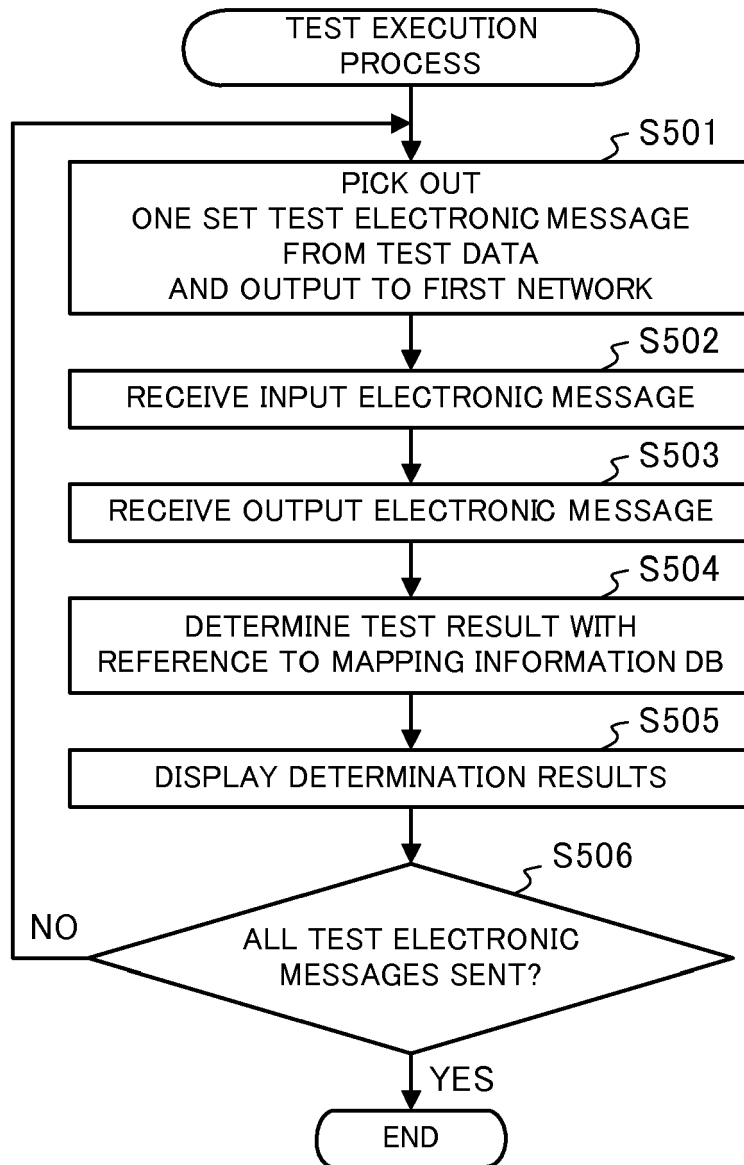 TEST EXECUTION
PROCESS
S501
PICK OUT
ONE SET TEST ELECTRONIC MESSAGE
FROM TEST DATA
AND OUTPUT TO FIRST NETWORK
S502
RECEIVE INPUT ELECTRONIC MESSAGE
S503
RECEIVE OUTPUT ELECTRONIC MESSAGE
S504
DETERMINE TEST RESULT WITH
REFERENCE TO MAPPING INFORMATION DB
S505
DISPLAY DETERMINATION RESULTS
S506
NO
ALL TEST ELECTRONIC
MESSAGES SENT?
YES
END